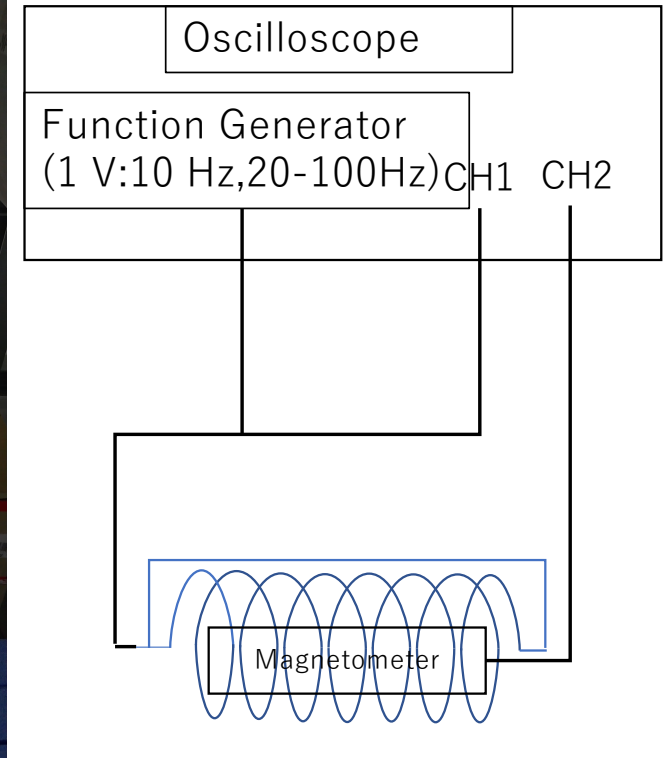 Oscilloscope
Function Generator
(1 V:10 Hz,20-100Hz)
CH1
CH2
Magnetometer